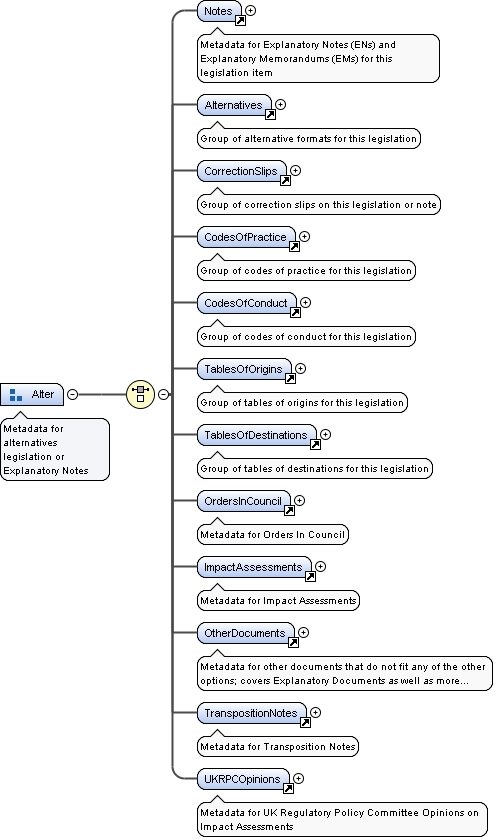 Notes
Metadata for Explanatory Notes (ENs) and
Explanatory Memorandums (EMs) for this
legislation item
Alternatives
Group of alternative formats for this legislation
CorrectionSlips
Group of correction slips on this legislation or note
CodesOfPractice
Group of codes of practice for this legislation
CodesOfConduct
Group of codes of conduct for this legislation
TablesOfOrigins
Group of tables of origins for this legislation
Alter
Metadata for
alternatives
legislation or
Explanatory Notes
TablesOfDestinations
Group of tables of destinations for this legislation
OrdersInCouncil
Metadata for Orders In Council
ImpactAssessments
Metadata for Impact Assessments
OtherDocuments
Metadata for other documents that do not fit any of the other
options; covers Explanatory Documents as well as more...
TranspositionNotes
Metadata for Transposition Notes
UKRPCOpinions
Metadata for UK Regulatory Policy Committee Opinions on
Impact Assessments